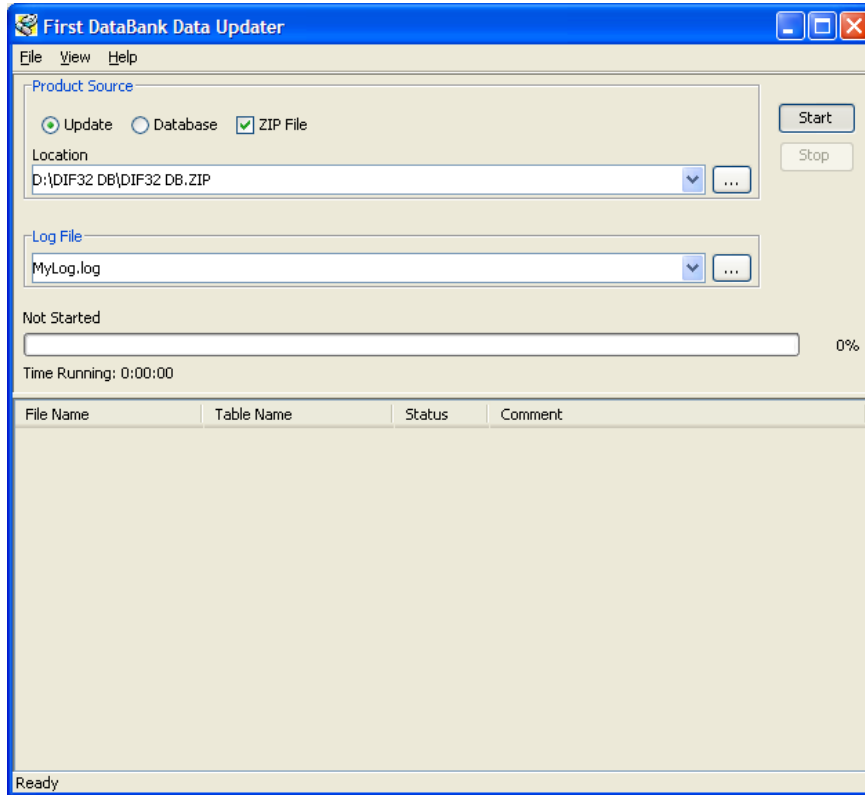 First DataBank Data Updater
File View Help
Product Source
Update Database ZIP File
Start
Location
Stop
D:\DIF32 DB\DIF32 DB.ZIP
...
Log File
MyLog.log
...
Not Started
0%
Time Running: 0:00:00
File Name Table Name Status Comment
Ready